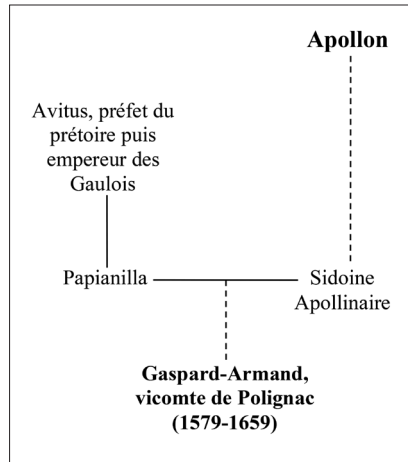 Apollon
Avitus, préfet du
prétoire puis
empereur des
Gaulois
Papianilla
Sidoine
Apollinaire
Gaspard-Armand,
vicomte de Polignac
(1579-1659)